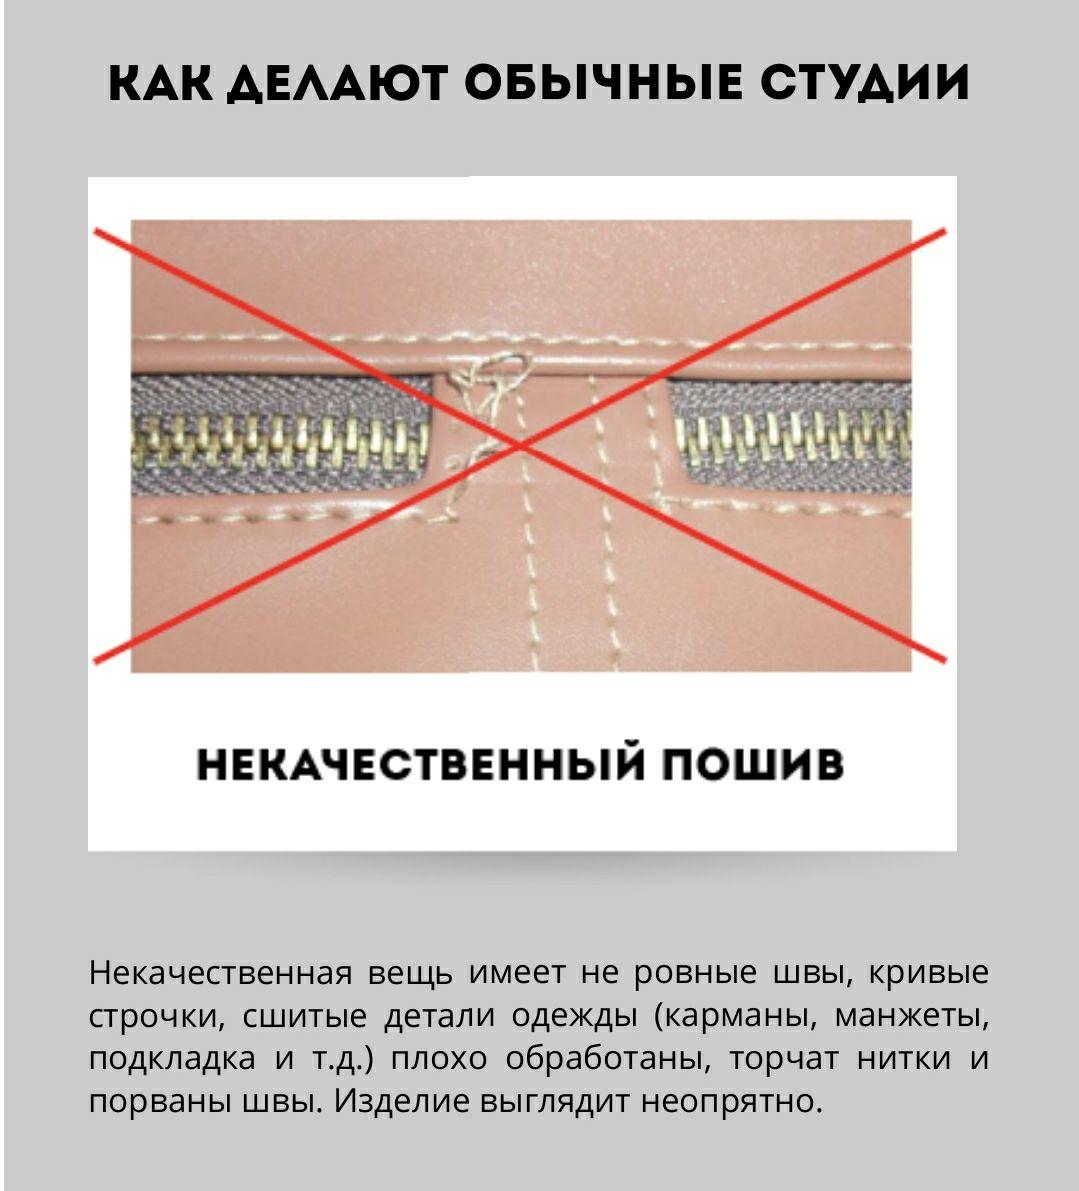 КАК ДЕЛАЮТ ОБЫЧНЫЕ СТУДИИ
НЕКАЧЕСТВЕННЫЙ ПОШИВ
Некачественная вещь имеет не ровные швы, кривые
строчки, сшитые детали одежды (карманы, манжеты,
подкладка и т.д.) плохо обработаны, торчат нитки и
порваны швы. Изделие выглядит неопрятно.